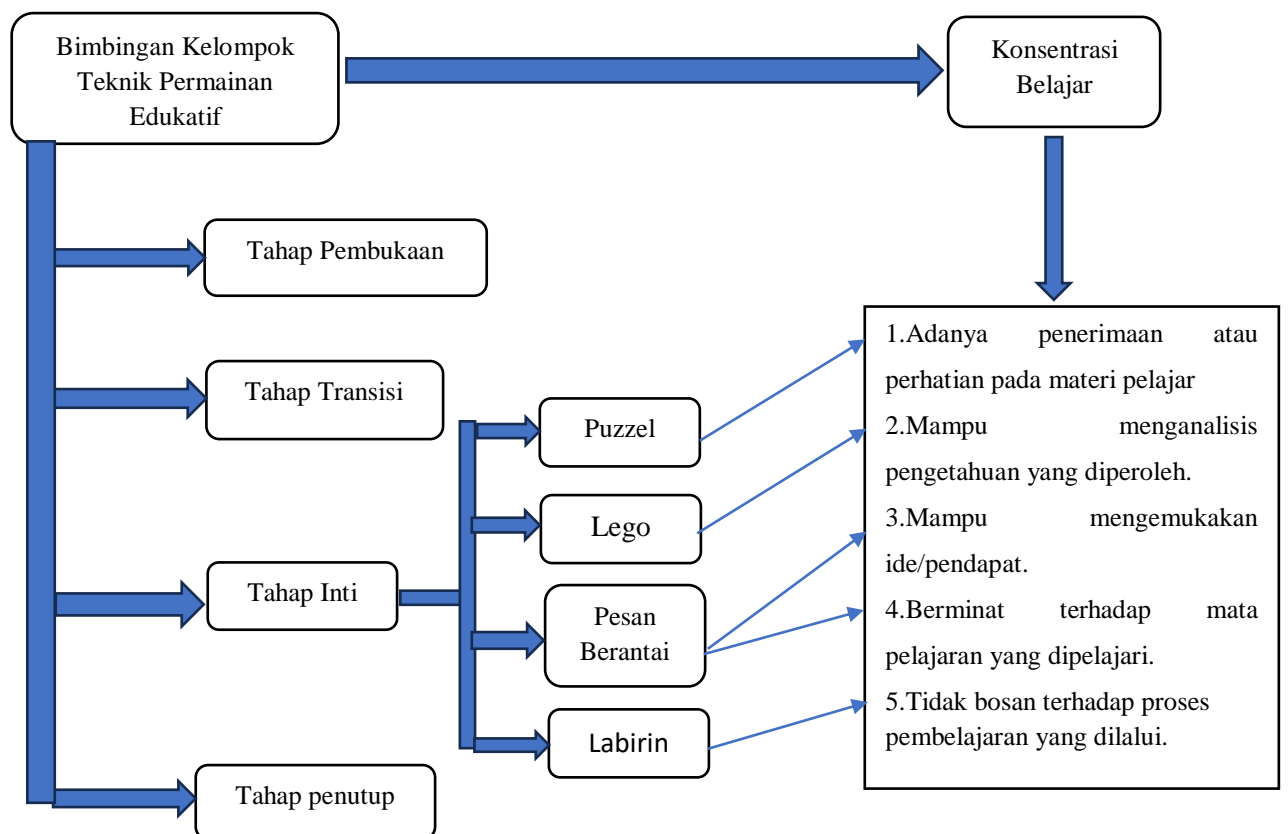 Bimbingan Kelompok
Teknik Permainan
Edukatif
Konsentrasi
Belajar
Tahap Pembukaan
Tahap Transisi
Tahap Inti
Tahap penutup
Puzzel
Lego
Pesan
Berantai
Labirin
1.Adanya penerimaan atau
perhatian pada materi pelajar
2.Mampu menganalisis
pengetahuan yang diperoleh.
3.Mampu mengemukakan
ide/pendapat.
4.Berminat terhadap mata
pelajaran yang dipelajari.
5.Tidak bosan terhadap proses
pembelajaran yang dilalui.